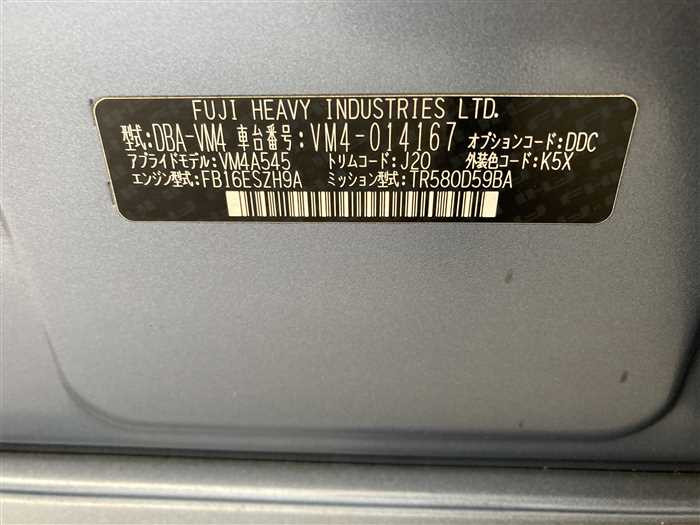 FUJI HEAVY INDUSTRIES LTD.
型式:DBA-VM4 車台番号:VM4-014167 オプションコード:DDC
アプライドモデル:VM4A545 トリムコード:J20 外装色コード:K5X
エンジン型式:FB16ESZH9A ミッション型式:TR580D59BA